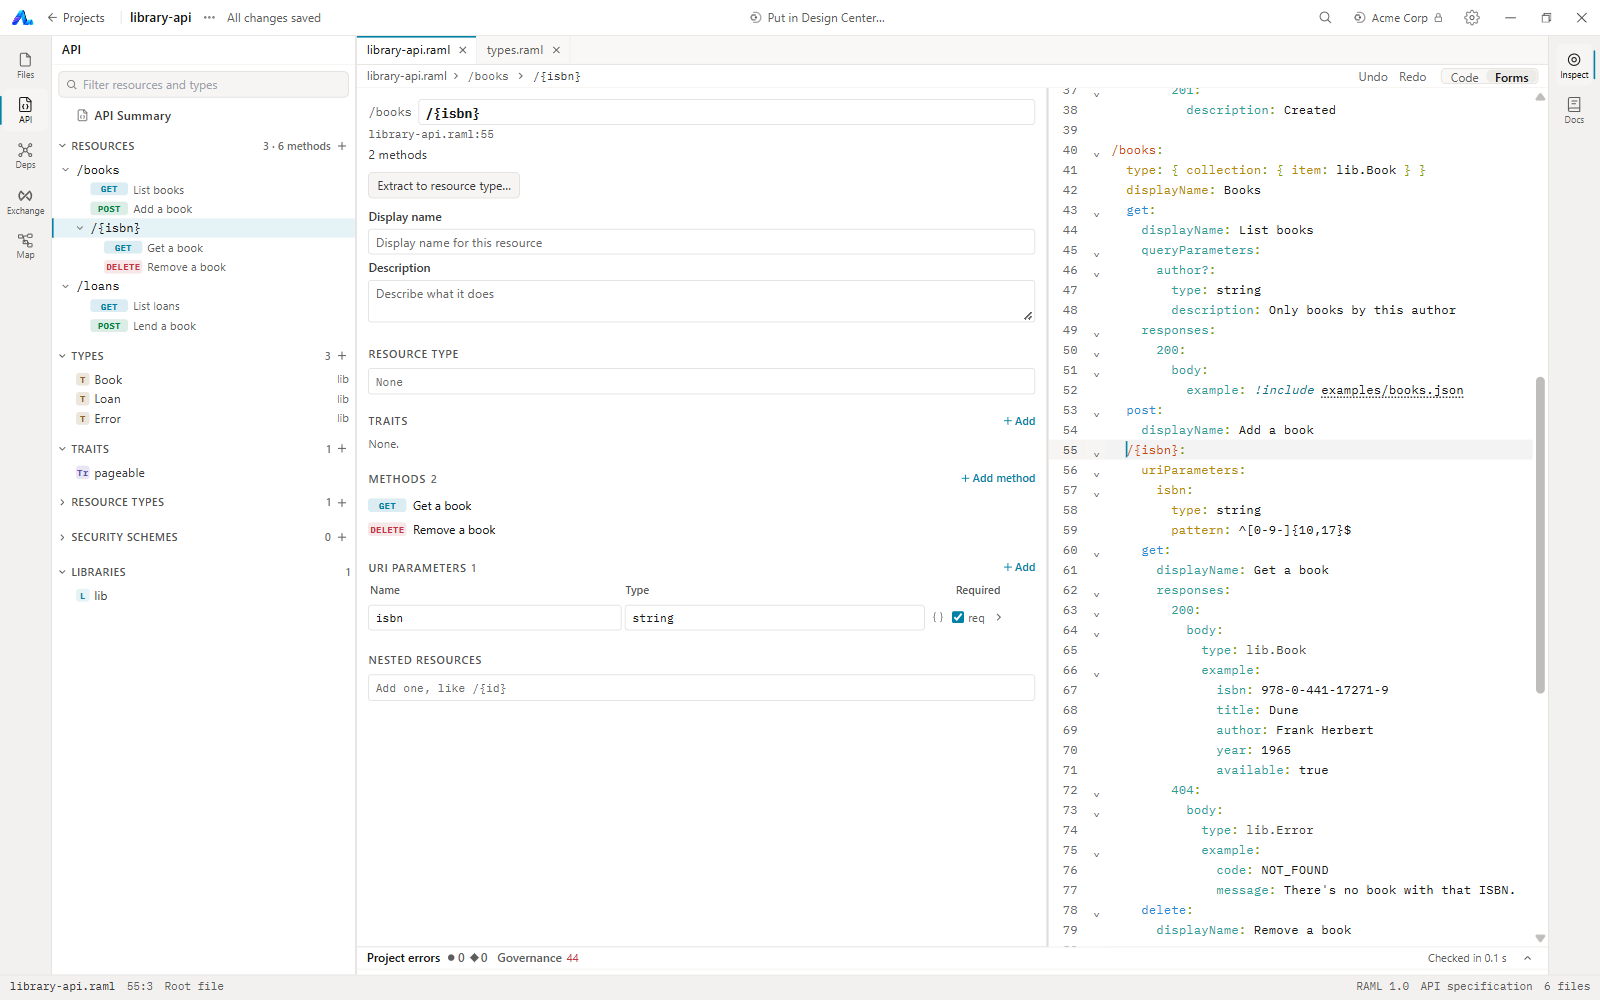 Projects
library-api
All changes saved
Put in Design Center...
Acme Corp
Files
API
Deps
Exchange
Map
API
Filter resources and types
API Summary
RESOURCES 3 · 6 methods
/books
GET List books
POST Add a book
/{isbn}
GET Get a book
DELETE Remove a book
/loans
GET List loans
POST Lend a book
TYPES 3
T Book lib
T Loan lib
T Error lib
TRAITS 1
Tr pageable
RESOURCE TYPES 1
SECURITY SCHEMES 0
LIBRARIES 1
L lib
library-api.raml
types.raml
library-api.raml > /books > /{isbn}
Undo Redo Code Forms
/books /{isbn}
library-api.raml:55
2 methods
Extract to resource type...
Display name
Display name for this resource
Description
Describe what it does
RESOURCE TYPE
None
TRAITS + Add
None.
METHODS 2 + Add method
GET Get a book
DELETE Remove a book
URI PARAMETERS 1 + Add
Name Type Required
isbn string {} req
NESTED RESOURCES
Add one, like /{id}
37 201:
38 description: Created
39
40 /books:
41 type: { collection: { item: lib.Book } }
42 displayName: Books
43 get:
44 displayName: List books
45 queryParameters:
46 author?:
47 type: string
48 description: Only books by this author
49 responses:
50 200:
51 body:
52 example: !include examples/books.json
53 post:
54 displayName: Add a book
55 /{isbn}:
56 uriParameters:
57 isbn:
58 type: string
59 pattern: ^[0-9-]{10,17}$
60 get:
61 displayName: Get a book
62 responses:
63 200:
64 body:
65 type: lib.Book
66 example:
67 isbn: 978-0-441-17271-9
68 title: Dune
69 author: Frank Herbert
70 year: 1965
71 available: true
72 404:
73 body:
74 type: lib.Error
75 example:
76 code: NOT_FOUND
77 message: There's no book with that ISBN.
78 delete:
79 displayName: Remove a book
Inspect
Docs
Project errors 0 0 Governance 44
Checked in 0.1 s
library-api.raml 55:3 Root file
RAML 1.0 API specification 6 files